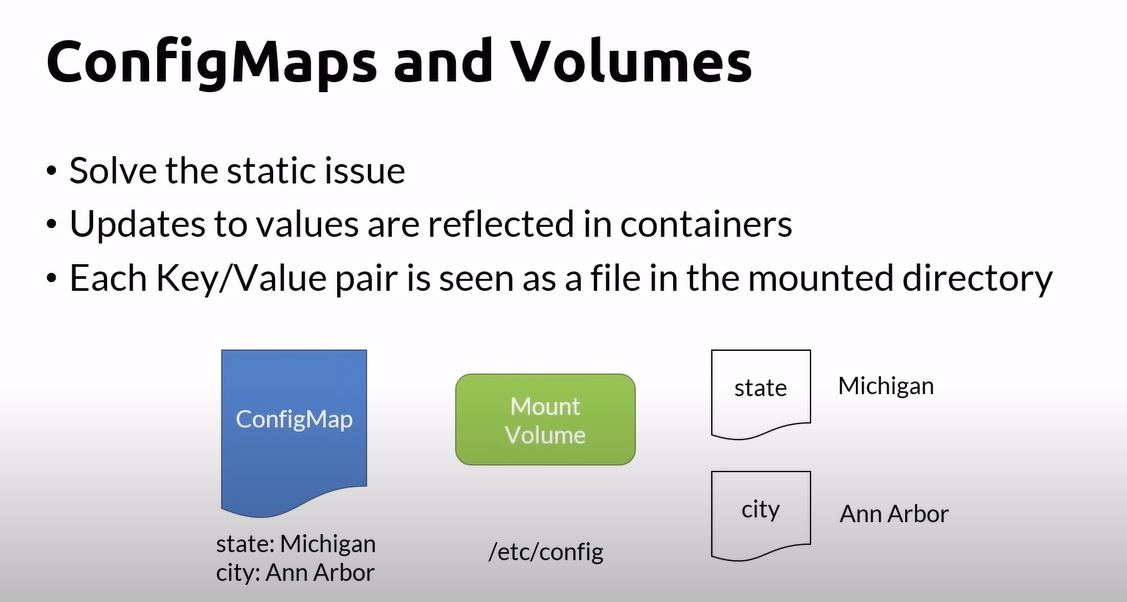 ConfigMaps and Volumes
• Solve the static issue
• Updates to values are reflected in containers
• Each Key/Value pair is seen as a file in the mounted directory
ConfigMap
state: Michigan
city: Ann Arbor
Mount
Volume
/etc/config
state
Michigan
city
Ann Arbor